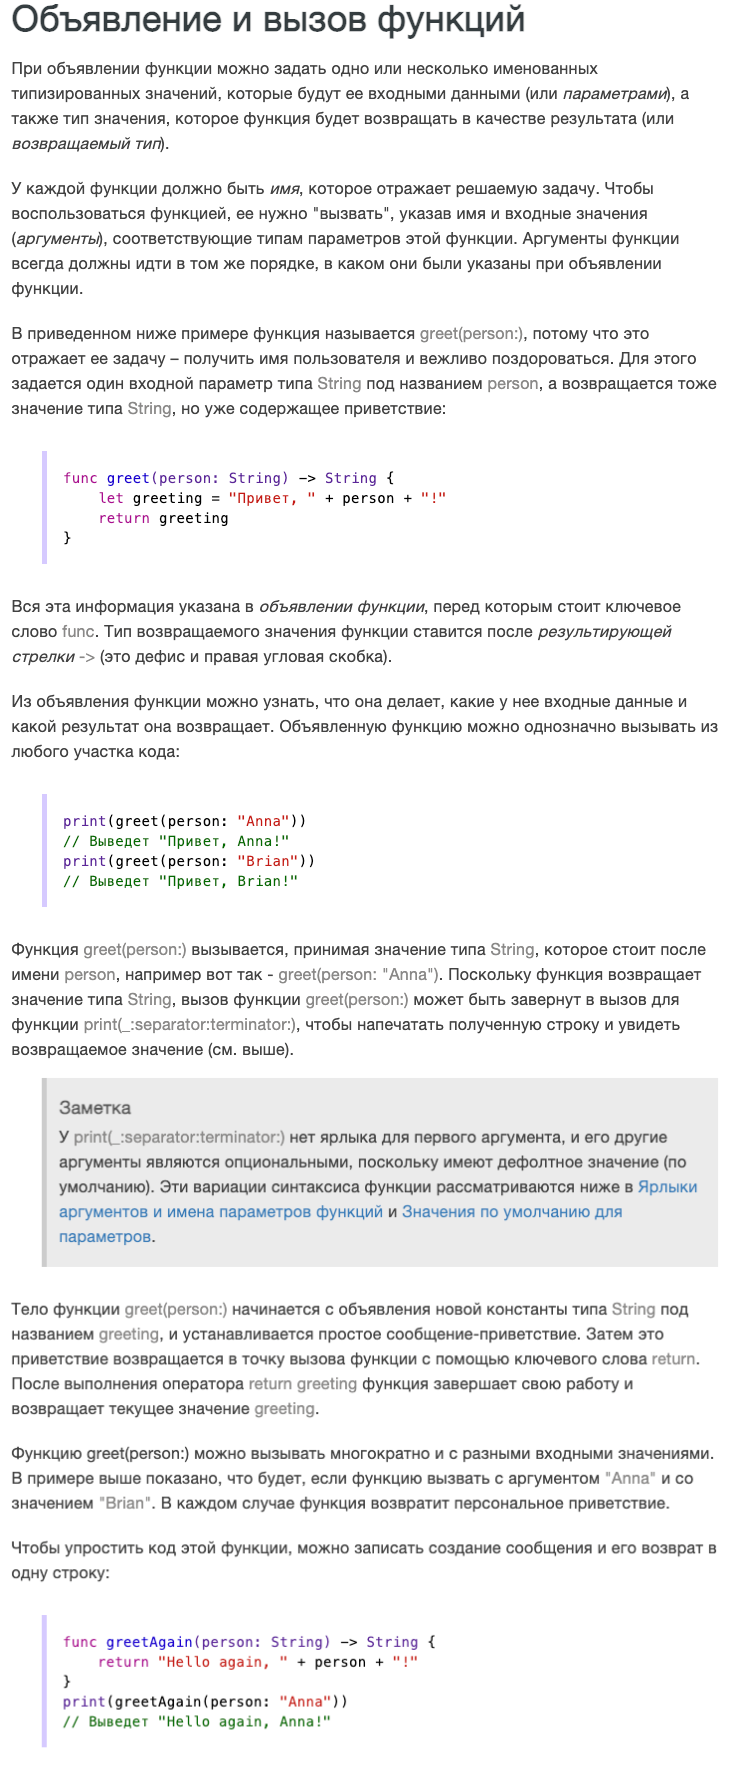 Объявление и вызов функций
При объявлении функции можно задать одно или несколько именованных
типизированных значений, которые будут ее входными данными (или параметрами), а
также тип значения, которое функция будет возвращать в качестве результата (или
возвращаемый тип).
У каждой функции должно быть имя, которое отражает решаемую задачу. Чтобы
воспользоваться функцией, ее нужно "вызвать", указав имя и входные значения
(аргументы), соответствующие типам параметров этой функции. Аргументы функции
всегда должны идти в том же порядке, в каком они были указаны при объявлении
функции.
В приведенном ниже примере функция называется greet(person:), потому что это
отражает ее задачу – получить имя пользователя и вежливо поздороваться. Для этого
задается один входной параметр типа String под названием person, а возвращается тоже
значение типа String, но уже содержащее приветствие:
func greet(person: String) -> String {
    let greeting = "Привет, " + person + "!"
    return greeting
}
Вся эта информация указана в объявлении функции, перед которым стоит ключевое
слово func. Тип возвращаемого значения функции ставится после результирующей
стрелки -> (это дефис и правая угловая скобка).
Из объявления функции можно узнать, что она делает, какие у нее входные данные и
какой результат она возвращает. Объявленную функцию можно однозначно вызывать из
любого участка кода:
print(greet(person: "Anna"))
// Выведет "Привет, Anna!"
print(greet(person: "Brian"))
// Выведет "Привет, Brian!"
Функция greet(person:) вызывается, принимая значение типа String, которое стоит после
имени person, например вот так - greet(person: "Anna"). Поскольку функция возвращает
значение типа String, вызов функции greet(person:) может быть завернут в вызов для
функции print(_:separator:terminator:), чтобы напечатать полученную строку и увидеть
возвращаемое значение (см. выше).
Заметка
У print(_:separator:terminator:) нет ярлыка для первого аргумента, и его другие
аргументы являются опциональными, поскольку имеют дефолтное значение (по
умолчанию). Эти вариации синтаксиса функции рассматриваются ниже в Ярлыки
аргументов и имена параметров функций и Значения по умолчанию для
параметров.
Тело функции greet(person:) начинается с объявления новой константы типа String под
названием greeting, и устанавливается простое сообщение-приветствие. Затем это
приветствие возвращается в точку вызова функции с помощью ключевого слова return.
После выполнения оператора return greeting функция завершает свою работу и
возвращает текущее значение greeting.
Функцию greet(person:) можно вызывать многократно и с разными входными значениями.
В примере выше показано, что будет, если функцию вызвать с аргументом "Anna" и со
значением "Brian". В каждом случае функция возвратит персональное приветствие.
Чтобы упростить код этой функции, можно записать создание сообщения и его возврат в
одну строку:
func greetAgain(person: String) -> String {
    return "Hello again, " + person + "!"
}
print(greetAgain(person: "Anna"))
// Выведет "Hello again, Anna!"